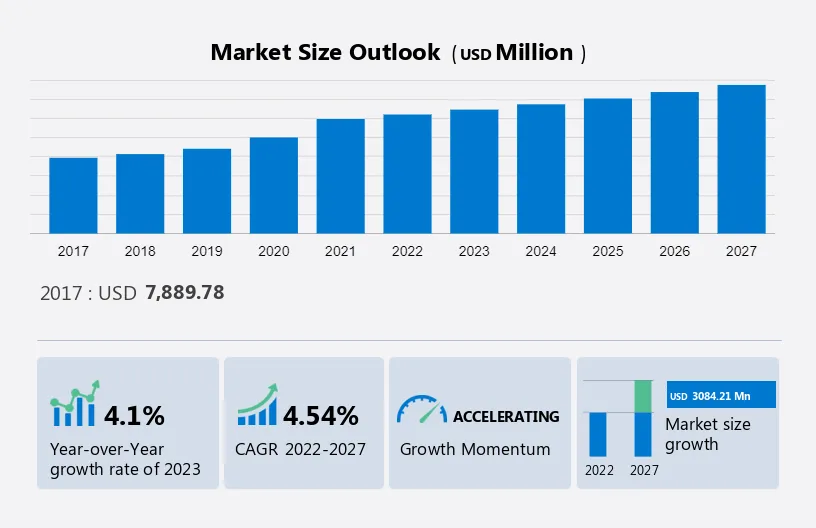 Market Size Outlook ( USD Million )
2017 2018 2019 2020 2021 2022 2023 2024 2025 2026 2027
2017 : USD 7,889.78
4.1%
Year-over-Year
growth rate of 2023
4.54%
CAGR 2022-2027
ACCELERATING
Growth Momentum
USD 3084.21 Mn
Market size
growth
2022 2027